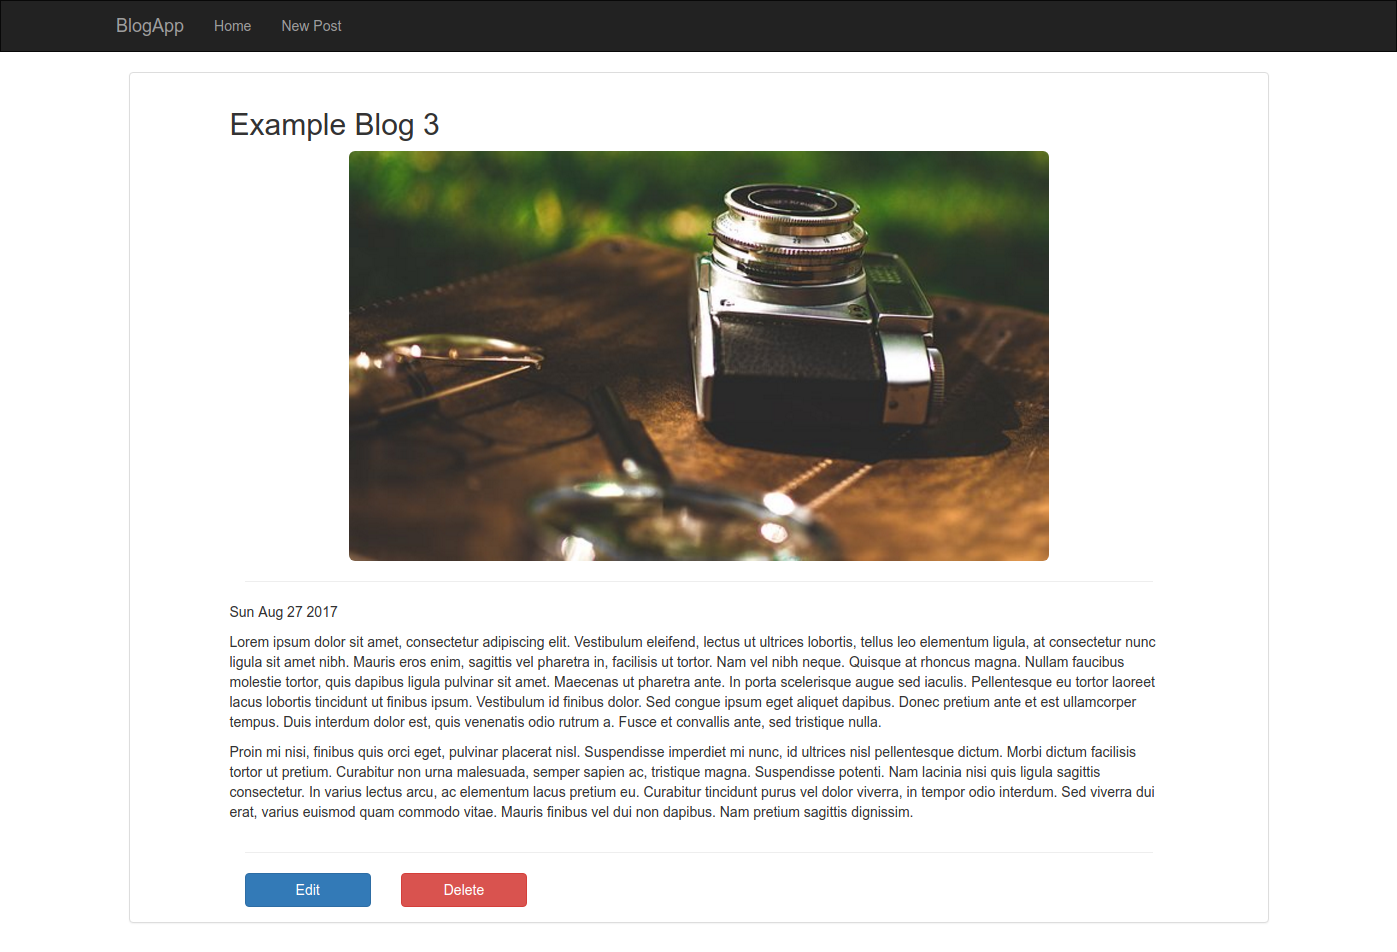 BlogApp Home New Post
Example Blog 3
Sun Aug 27 2017
Lorem ipsum dolor sit amet, consectetur adipiscing elit. Vestibulum eleifend, lectus ut ultrices lobortis, tellus leo elementum ligula, at consectetur nunc
ligula sit amet nibh. Mauris eros enim, sagittis vel pharetra in, facilisis ut tortor. Nam vel nibh neque. Quisque at rhoncus magna. Nullam faucibus
molestie tortor, quis dapibus ligula pulvinar sit amet. Maecenas ut pharetra ante. In porta scelerisque augue sed iaculis. Pellentesque eu tortor laoreet
lacus lobortis tincidunt ut finibus ipsum. Vestibulum id finibus dolor. Sed congue ipsum eget aliquet dapibus. Donec pretium ante et est ullamcorper
tempus. Duis interdum dolor est, quis venenatis odio rutrum a. Fusce et convallis ante, sed tristique nulla.
Proin mi nisi, finibus quis orci eget, pulvinar placerat nisl. Suspendisse imperdiet mi nunc, id ultrices nisl pellentesque dictum. Morbi dictum facilisis
tortor ut pretium. Curabitur non urna malesuada, semper sapien ac, tristique magna. Suspendisse potenti. Nam lacinia nisi quis ligula sagittis
consectetur. In varius lectus arcu, ac elementum lacus pretium eu. Curabitur tincidunt purus vel dolor viverra, in tempor odio interdum. Sed viverra dui
erat, varius euismod quam commodo vitae. Mauris finibus vel dui non dapibus. Nam pretium sagittis dignissim.
Edit Delete